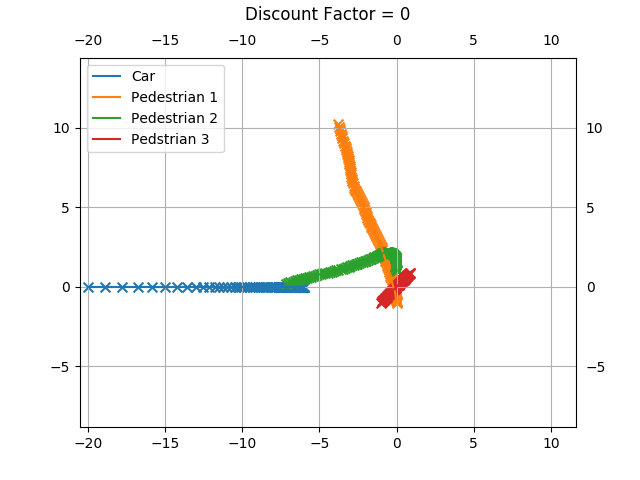 Discount Factor = 0
−20 −15 −10 −5 0 5 10
Car
Pedestrian 1
Pedestrian 2
Pedstrian 3
10 10
5 5
0 0
−5 −5
−20 −15 −10 −5 0 5 10